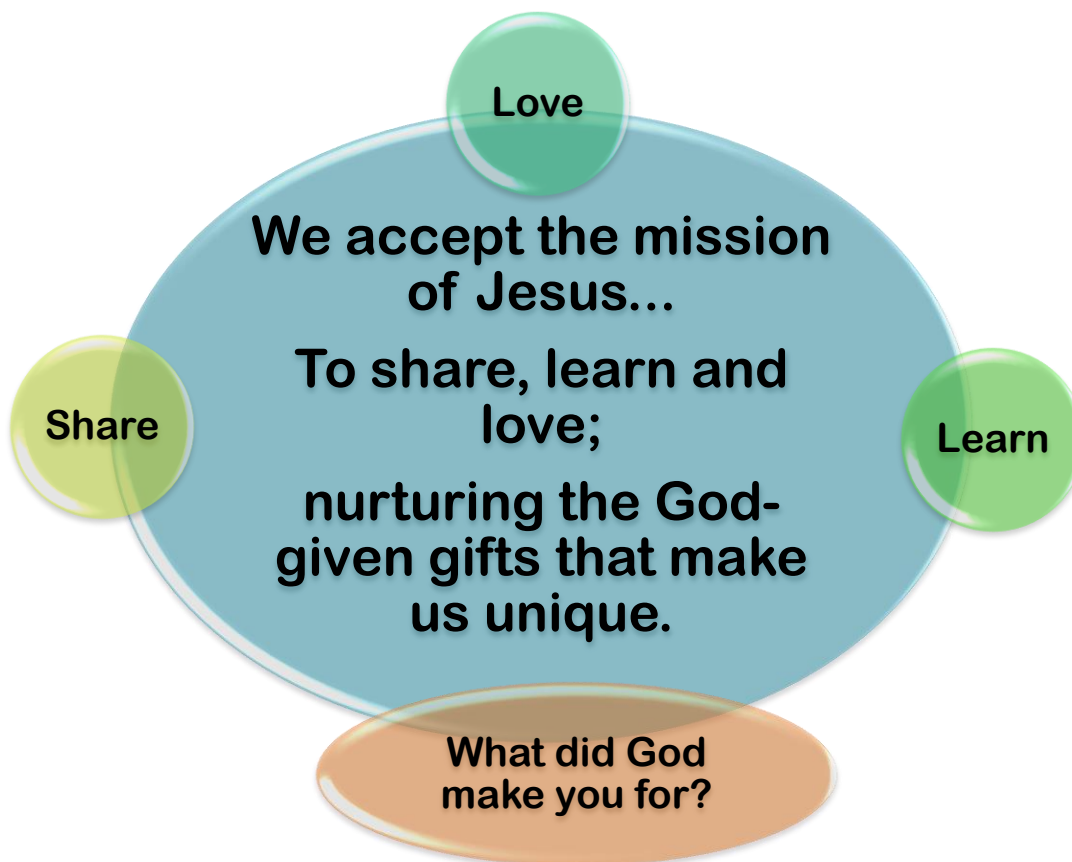 Love
We accept the mission
of Jesus...
To share, learn and
love;
nurturing the God-
given gifts that make
us unique.
Share
Learn
What did God
make you for?